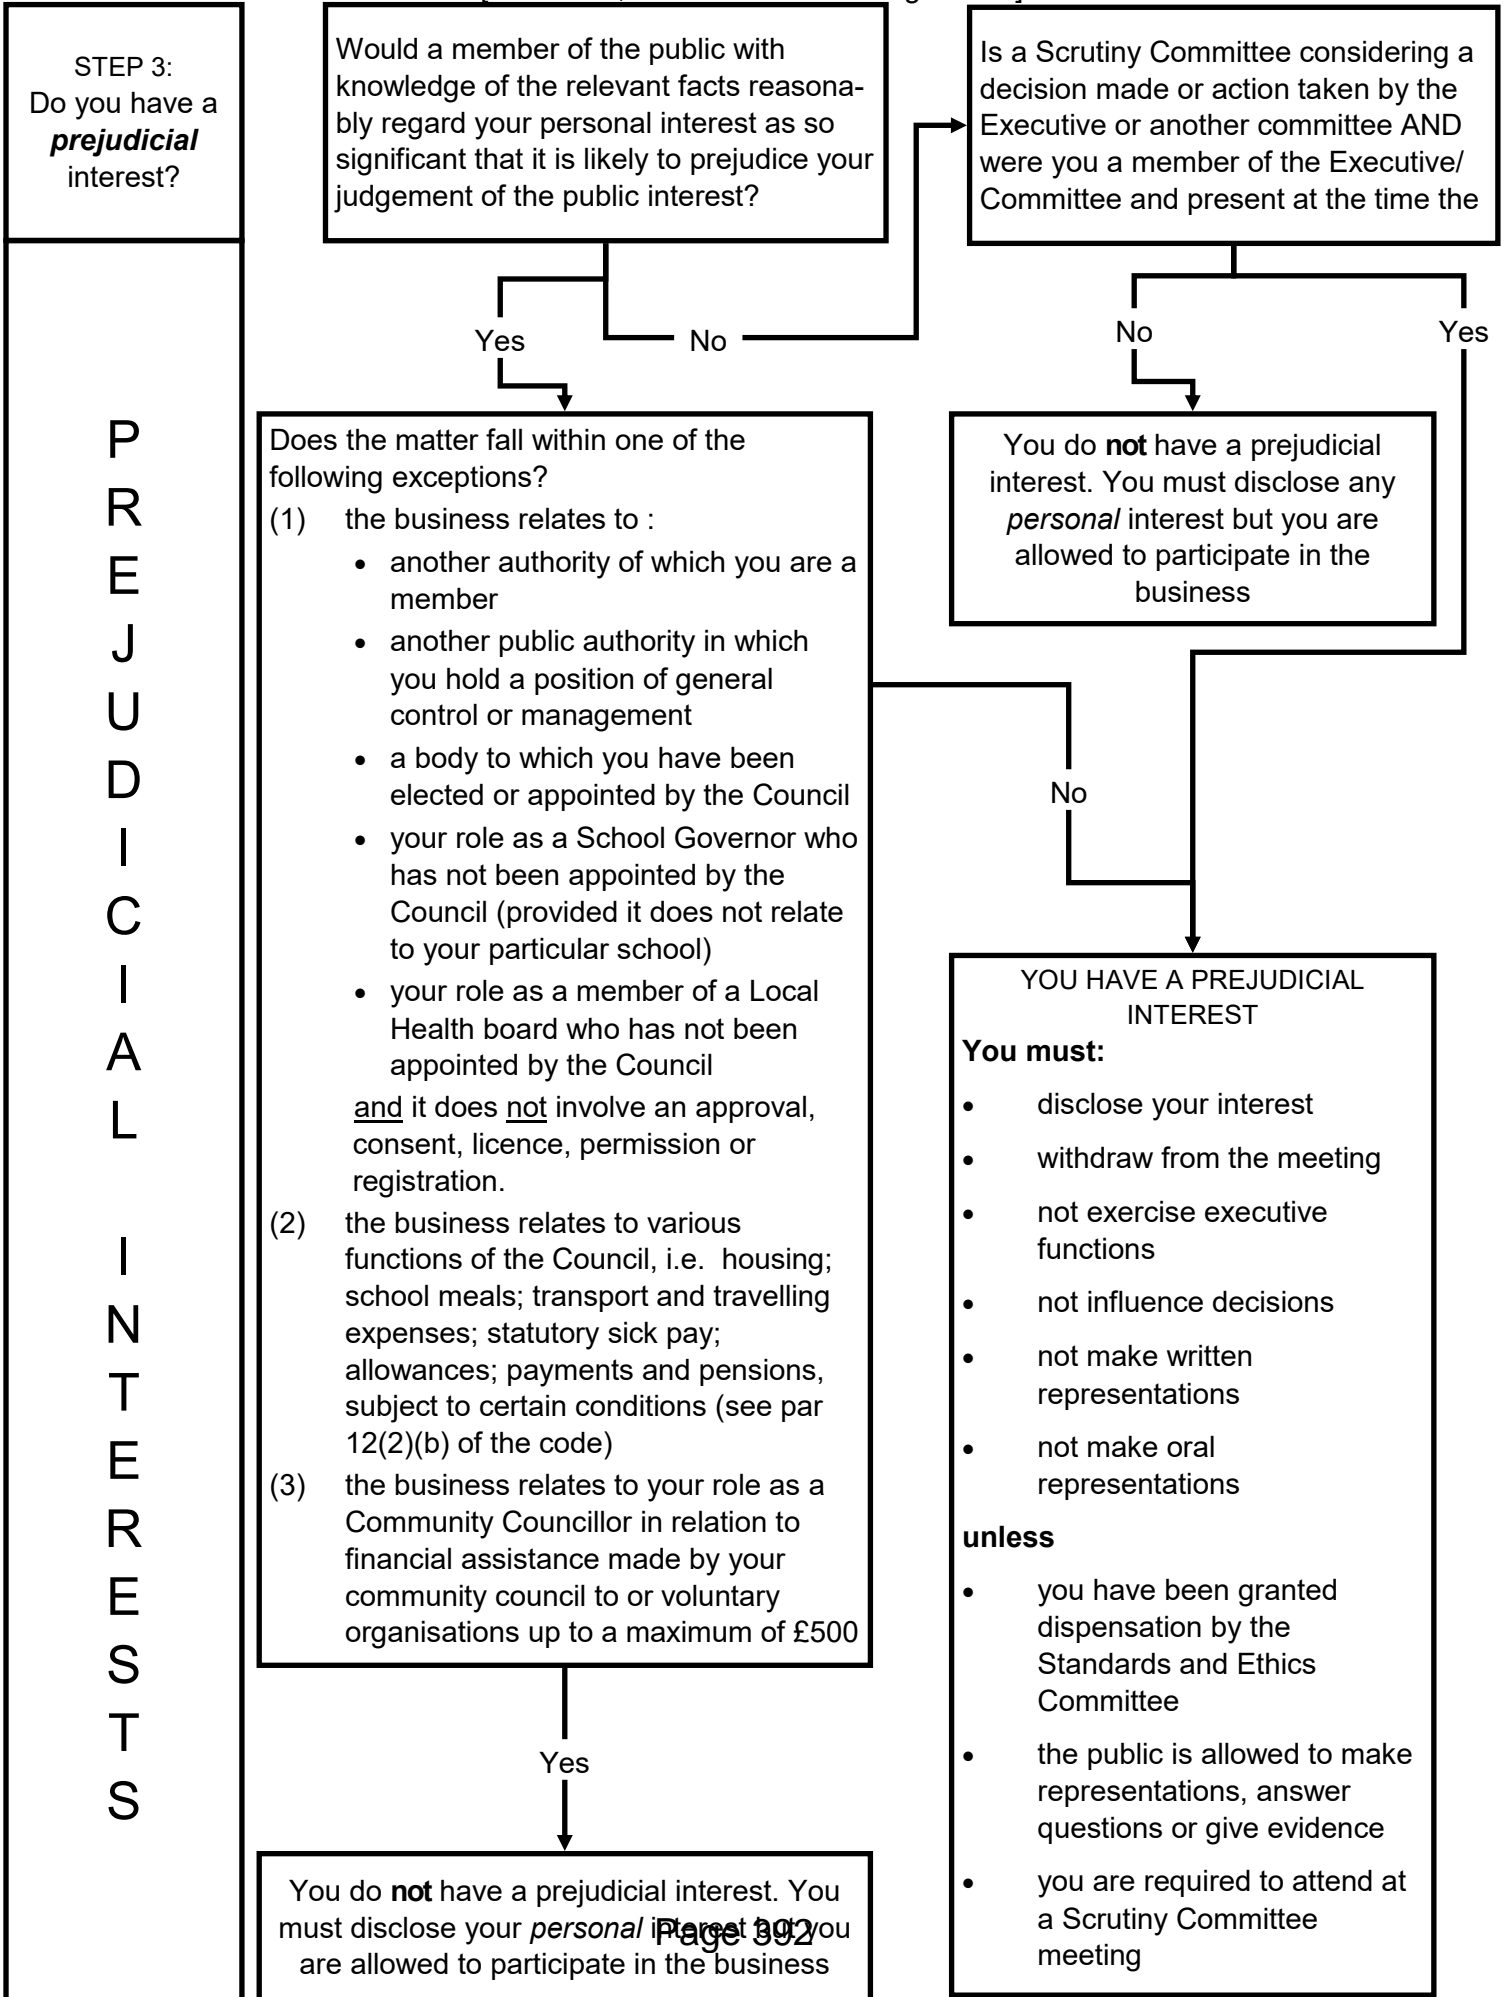 STEP 3:
Do you have a
prejudicial
interest?
P
R
E
J
U
D
I
C
I
A
L
I
N
T
E
R
E
S
T
S
Would a member of the public with
knowledge of the relevant facts reasona-
bly regard your personal interest as so
significant that it is likely to prejudice your
judgement of the public interest?
Is a Scrutiny Committee considering a
decision made or action taken by the
Executive or another committee AND
were you a member of the Executive/
Committee and present at the time the
Yes
No
No
Yes
Does the matter fall within one of the
following exceptions?
(1) the business relates to :
• another authority of which you are a
member
• another public authority in which
you hold a position of general
control or management
• a body to which you have been
elected or appointed by the Council
• your role as a School Governor who
has not been appointed by the
Council (provided it does not relate
to your particular school)
• your role as a member of a Local
Health board who has not been
appointed by the Council
and it does not involve an approval,
consent, licence, permission or
registration.
(2) the business relates to various
functions of the Council, i.e. housing;
school meals; transport and travelling
expenses; statutory sick pay;
allowances; payments and pensions,
subject to certain conditions (see par
12(2)(b) of the code)
(3) the business relates to your role as a
Community Councillor in relation to
financial assistance made by your
community council to or voluntary
organisations up to a maximum of £500
You do not have a prejudicial
interest. You must disclose any
personal interest but you are
allowed to participate in the
business
No
YOU HAVE A PREJUDICIAL
INTEREST
You must:
• disclose your interest
• withdraw from the meeting
• not exercise executive
functions
• not influence decisions
• not make written
representations
• not make oral
representations
unless
• you have been granted
dispensation by the
Standards and Ethics
Committee
• the public is allowed to make
representations, answer
questions or give evidence
• you are required to attend at
a Scrutiny Committee
meeting
Yes
You do not have a prejudicial interest. You
must disclose your personal interest but you
are allowed to participate in the business
Page 392